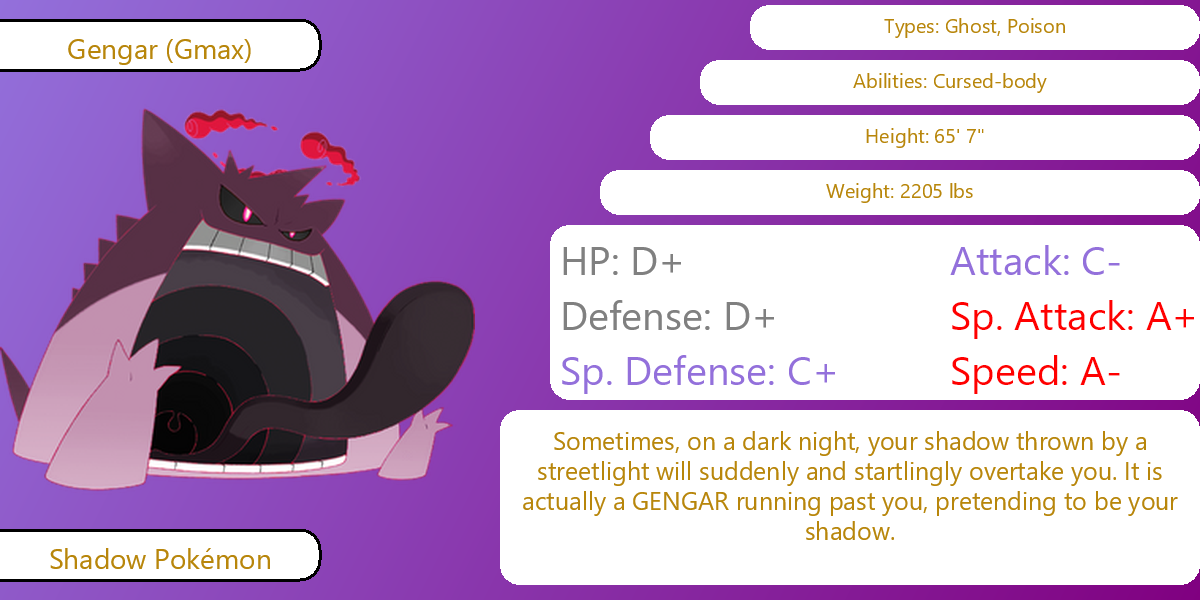 Gengar (Gmax)
Types: Ghost, Poison
Abilities: Cursed-body
Height: 65' 7"
Weight: 2205 lbs
HP: D+
Attack: C-
Defense: D+
Sp. Attack: A+
Sp. Defense: C+
Speed: A-
Sometimes, on a dark night, your shadow thrown by a
streetlight will suddenly and startlingly overtake you. It is
actually a GENGAR running past you, pretending to be your
shadow.
Shadow Pokémon